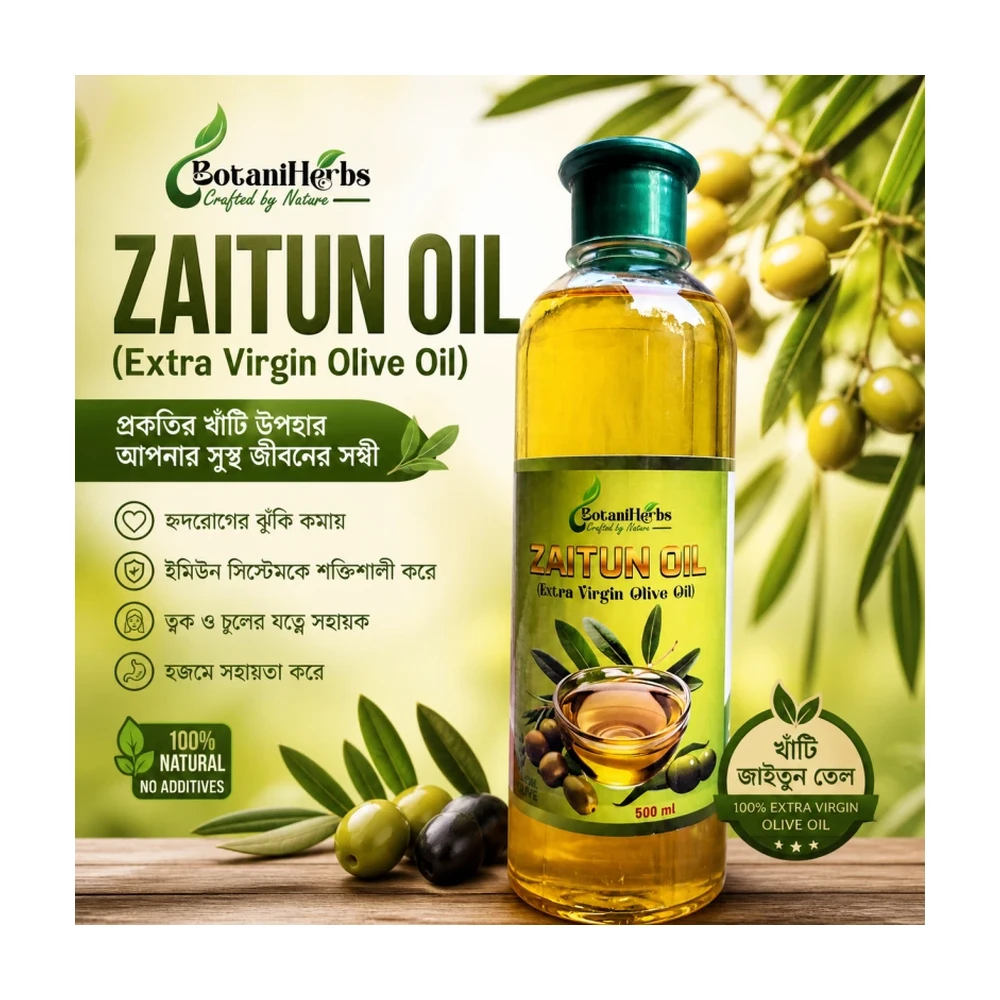 BotaniHerbs
Crafted by Nature
ZAITUN OIL
(Extra Virgin Olive Oil)
প্রকতির খাঁটি উপহার
আপনার সুস্থ জীবনের সম্বী
হৃদরোগের ঝুঁকি কমায়
ইমিউন সিস্টেমকে শক্তিশালী করে
ত্বক ও চুলের যত্নে সহায়ক
হজমে সহায়তা করে
100%
NATURAL
NO ADDITIVES
BotaniHerbs
Crafted by Nature
ZAITUN OIL
(Extra Virgin Olive Oil)
500 ml
খাঁটি
জাইতুন তেল
100% EXTRA VIRGIN
OLIVE OIL